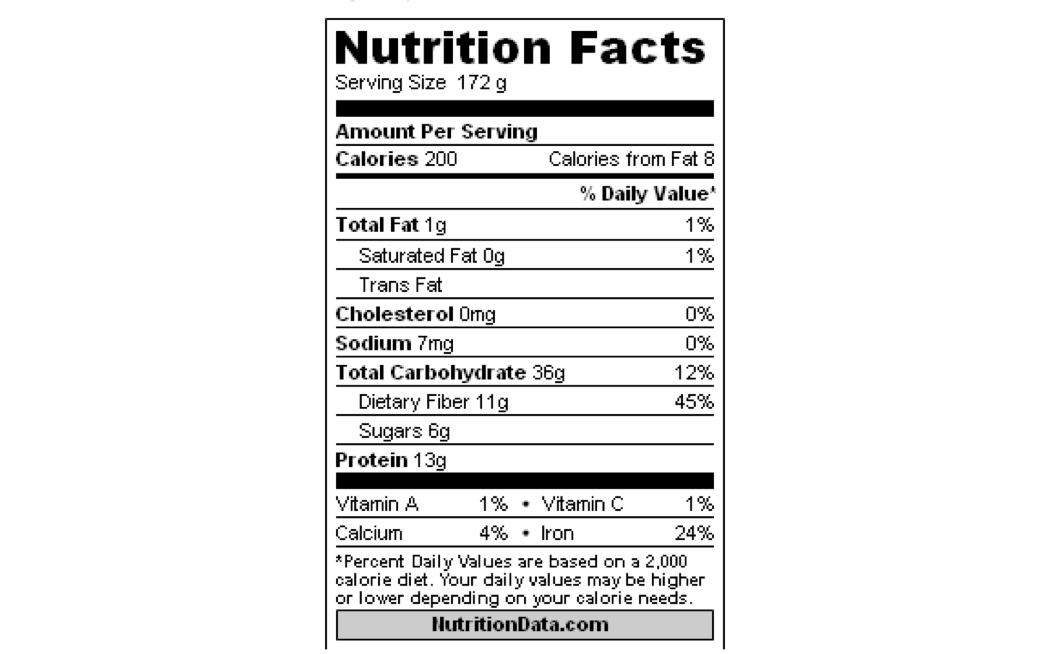 Nutrition Facts
Serving Size 172 g
Amount Per Serving
Calories 200 Calories from Fat 8
% Daily Value*
Total Fat 1g 1%
Saturated Fat 0g 1%
Trans Fat
Cholesterol 0mg 0%
Sodium 7mg 0%
Total Carbohydrate 36g 12%
Dietary Fiber 11g 45%
Sugars 6g
Protein 13g
Vitamin A 1% • Vitamin C 1%
Calcium 4% • Iron 24%
*Percent Daily Values are based on a 2,000
calorie diet. Your daily values may be higher
or lower depending on your calorie needs.
NutritionData.com